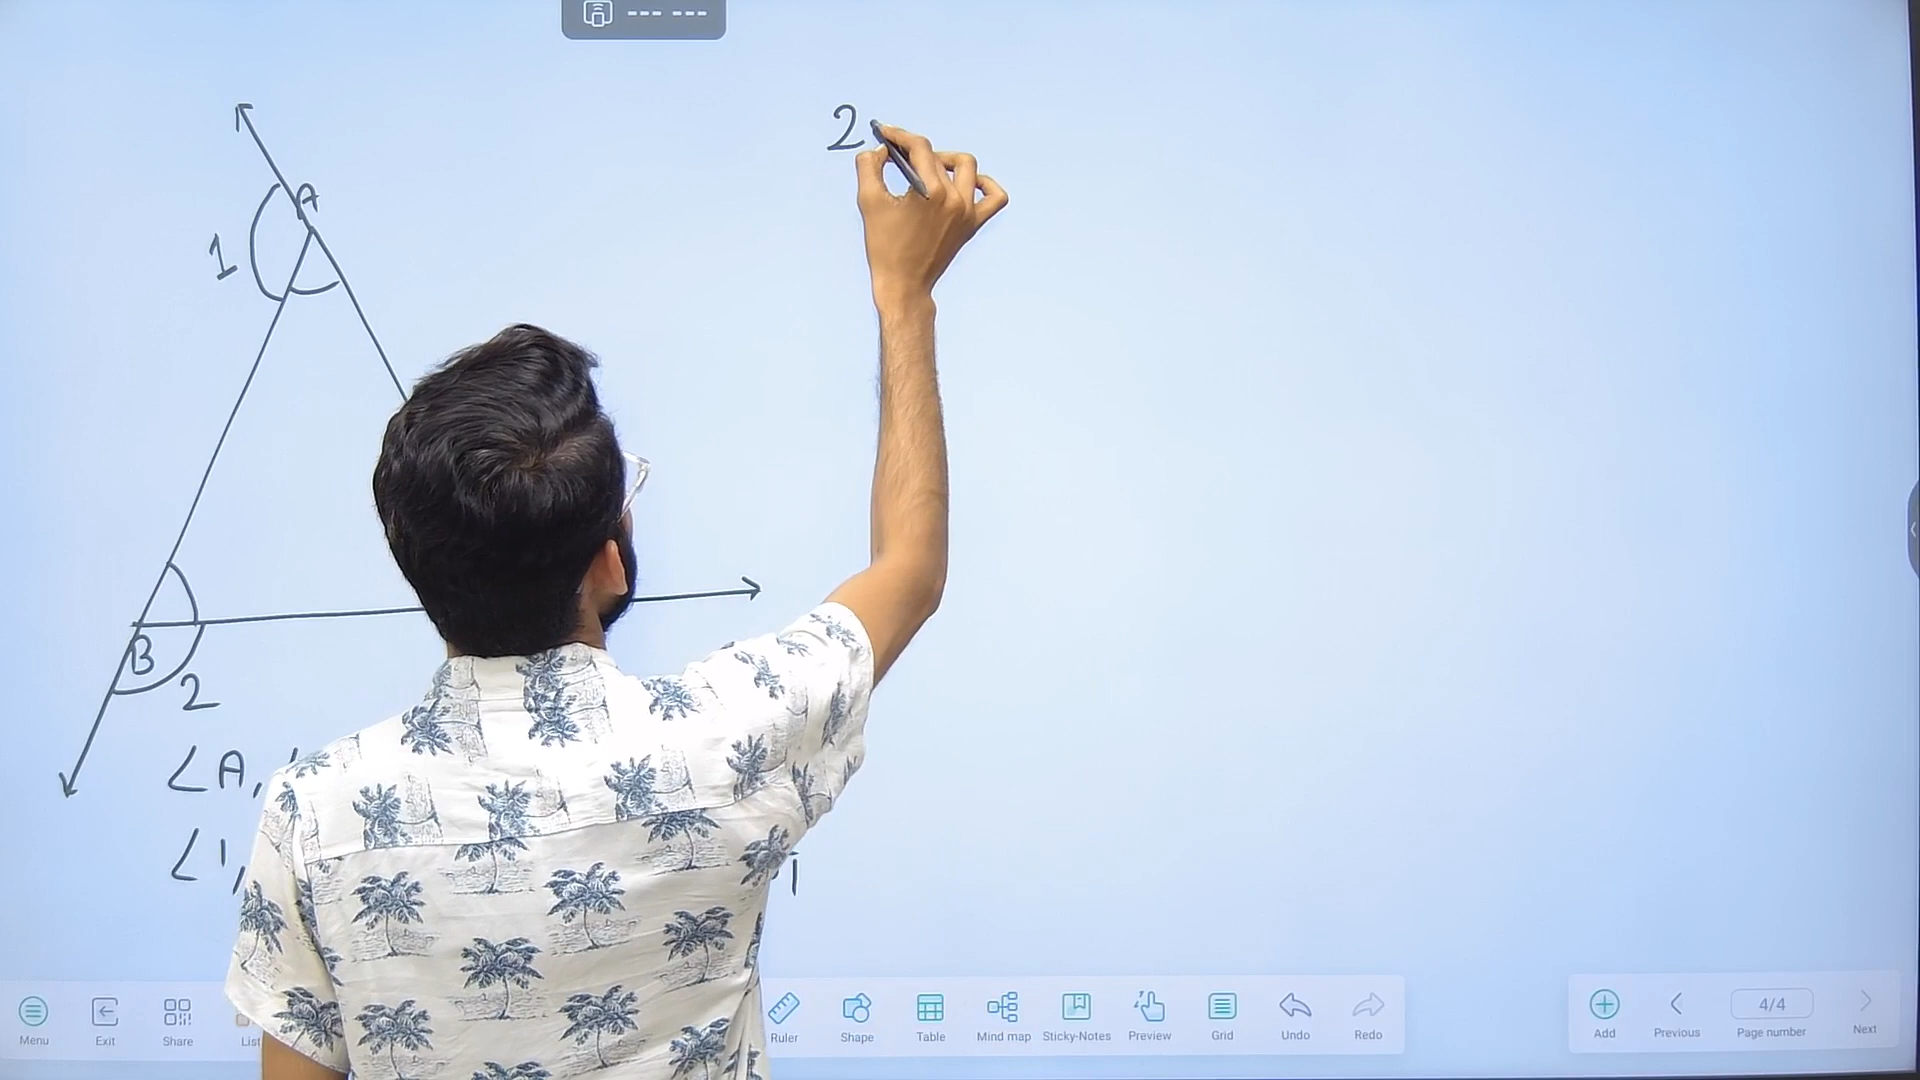 --- ---
2
A
1
B
2
∠A,
∠1,
Menu Exit Share List Ruler Shape Table Mind map Sticky-Notes Preview Grid Undo Redo Add Previous 4/4 Page number Next